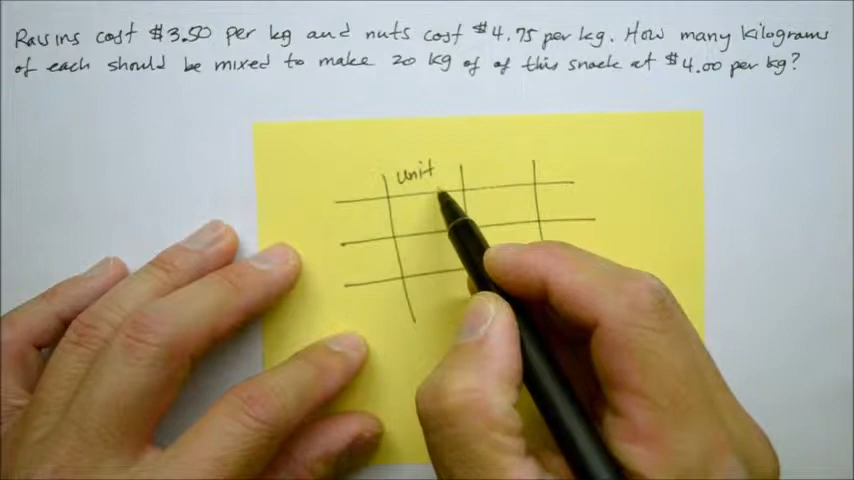 Raisins cost $3.50 per kg and nuts cost $4.75 per kg. How many kilograms
of each should be mixed to make 20 kg of of this snack at $4.00 per kg?
unit